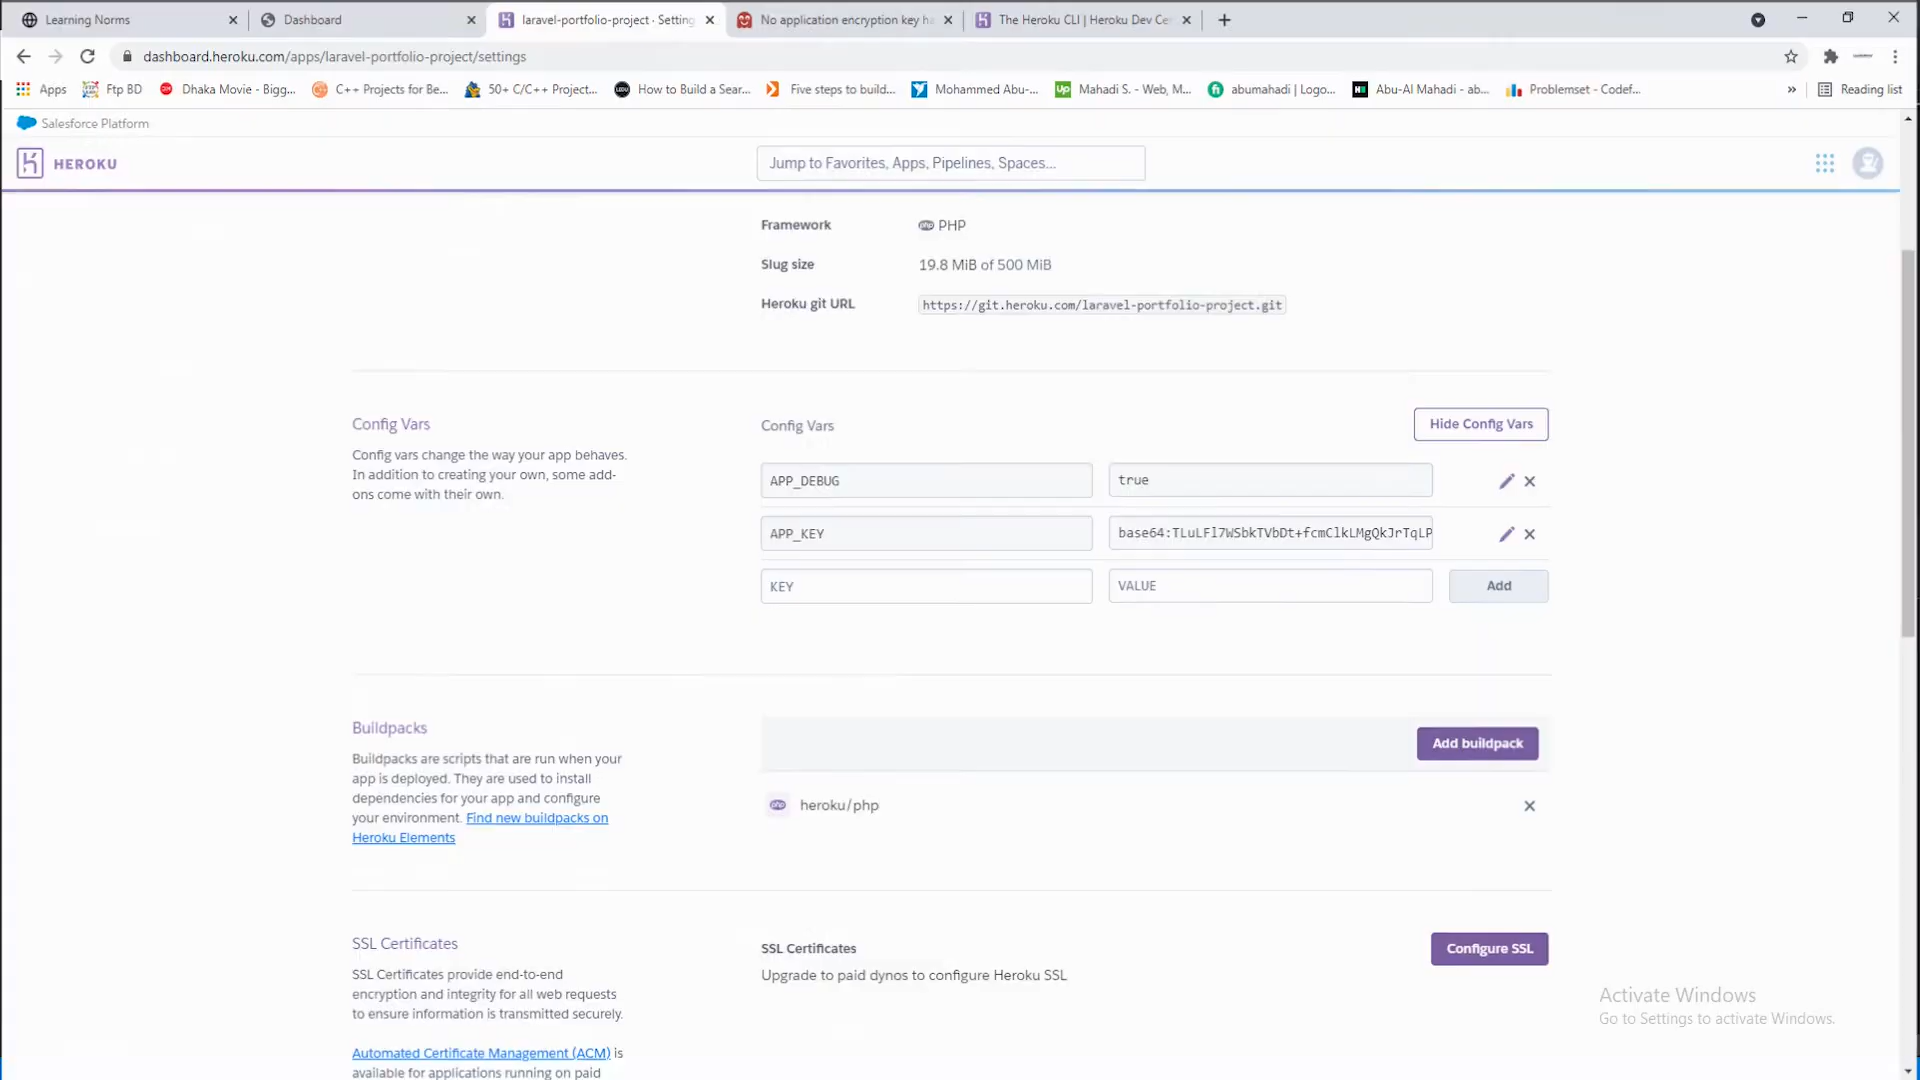 Learning Norms
Dashboard
laravel-portfolio-project · Setting
No application encryption key ha
The Heroku CLI | Heroku Dev Ce
dashboard.heroku.com/apps/laravel-portfolio-project/settings
Apps
Ftp BD
Dhaka Movie - Bigg...
C++ Projects for Be...
50+ C/C++ Project...
How to Build a Sear...
Five steps to build...
Mohammed Abu-...
Mahadi S. - Web, M...
abumahadi | Logo...
Abu-Al Mahadi - ab...
Problemset - Codef...
»
Reading list
Salesforce Platform
HEROKU
Jump to Favorites, Apps, Pipelines, Spaces...
Framework
php PHP
Slug size
19.8 MiB of 500 MiB
Heroku git URL
https://git.heroku.com/laravel-portfolio-project.git
Config Vars
Config vars change the way your app behaves.
In addition to creating your own, some add-
ons come with their own.
Config Vars
Hide Config Vars
APP_DEBUG
true
APP_KEY
base64:TLuLFl7WSbkTVbDt+fcmClkLMgQkJrTqLP
KEY
VALUE
Add
Buildpacks
Buildpacks are scripts that are run when your
app is deployed. They are used to install
dependencies for your app and configure
your environment. Find new buildpacks on
Heroku Elements
Add buildpack
php heroku/php
SSL Certificates
SSL Certificates provide end-to-end
encryption and integrity for all web requests
to ensure information is transmitted securely.
Automated Certificate Management (ACM) is
available for applications running on paid
SSL Certificates
Upgrade to paid dynos to configure Heroku SSL
Configure SSL
Activate Windows
Go to Settings to activate Windows.